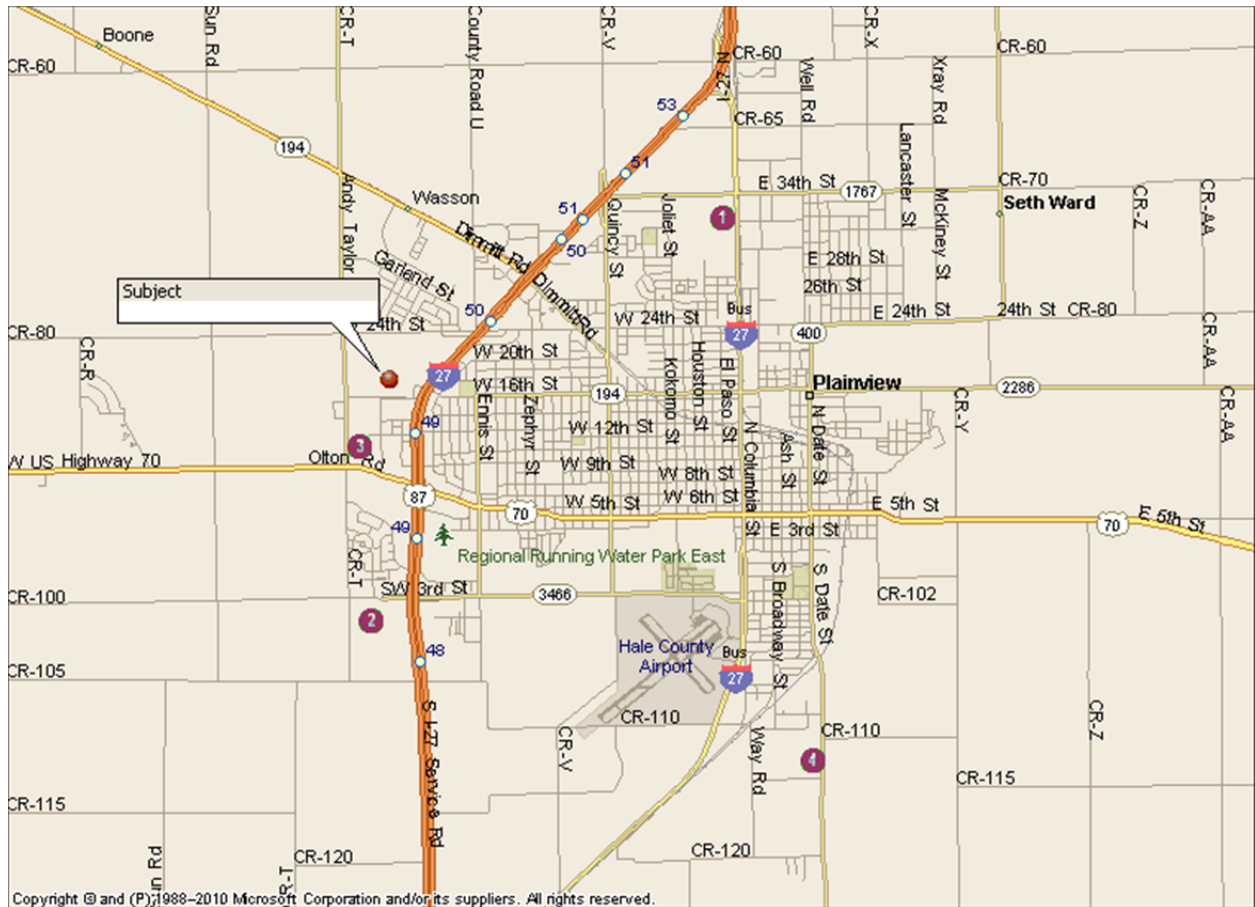 Boone
Sun Rd
CR-T
County Road U
CR-V
CR-X
CR-60
CR-60
CR-60
N I-27
Well Rd
Xray Rd
53
CR-65
194
Andy Taylor
Wasson
51
E 34th St
1767
Lancaster St
McKiney St
CR-70
Seth Ward
CR-Z
CR-AA
51
50
Quincy St
Joliet St
1
Dimmitt Rd
Dimmitt Rd
Garland St
E 28th St
26th St
Subject
24th St
50
W 24th St
Bus
27
E 24th St
24th St
CR-80
400
CR-80
CR-R
CR-AA
W 20th St
27
W 16th St
194
Kokomo St
Houston St
El Paso St
Plainview
2286
Ennis St
Zephyr St
W 12th St
N Columbia St
Ash St
N Date St
CR-Y
CR-AA
49
3
W US Highway 70
Olton Rd
W 9th St
W 8th St
87
W 5th St
W 6th St
70
E 5th St
70
E 5th St
49
E 3rd St
Regional Running Water Park East
CR-T
SW 3rd St
3466
CR-100
S Broadway St
S Date St
CR-102
2
48
Hale County
Airport
Bus
27
CR-105
S I-27 Service Rd
CR-110
CR-V
Way Rd
CR-110
CR-Z
4
CR-115
CR-115
CR-120
CR-120
un Rd
R-T
Copyright © and (P) 1988–2010 Microsoft Corporation and/or its suppliers. All rights reserved.